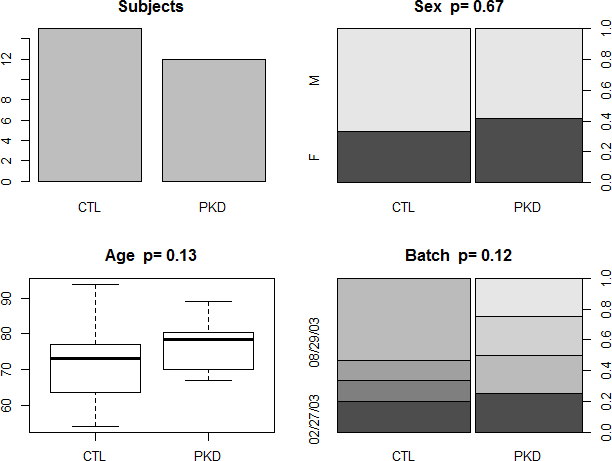 Subjects
0 2 4 6 8 12
CTL PKD
Sex p= 0.67
F M
0.0 0.2 0.4 0.6 0.8 1.0
CTL PKD
Age p= 0.13
60 70 80 90
CTL PKD
Batch p= 0.12
02/27/03 08/29/03
0.0 0.2 0.4 0.6 0.8 1.0
CTL PKD